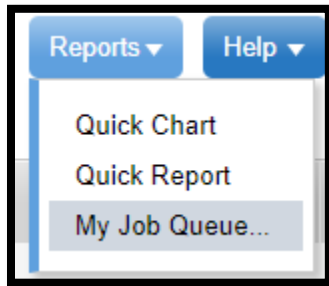 Reports ▾ Help ▾
Quick Chart
Quick Report
My Job Queue...